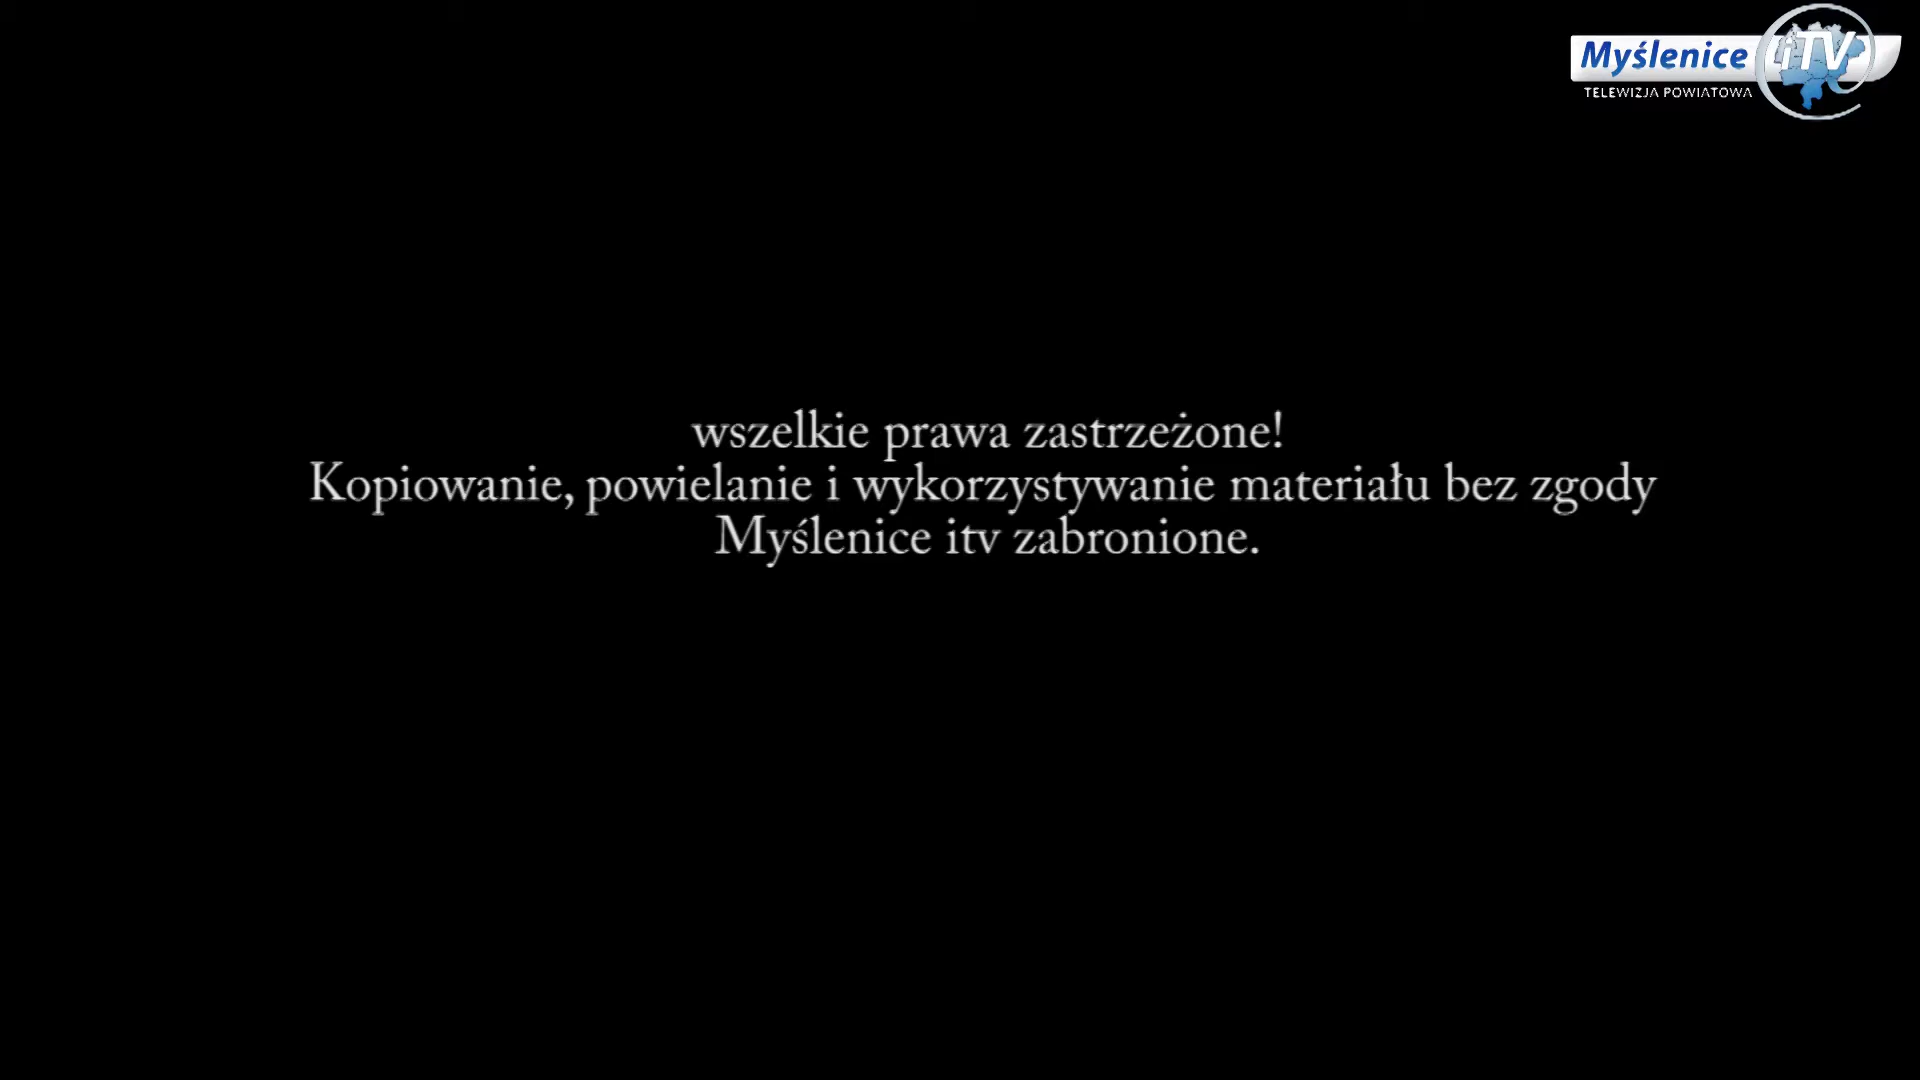 Myślenice iTV
TELEWIZJA POWIATOWA
wszelkie prawa zastrzeżone!
Kopiowanie, powielanie i wykorzystywanie materiału bez zgody
Myślenice itv zabronione.